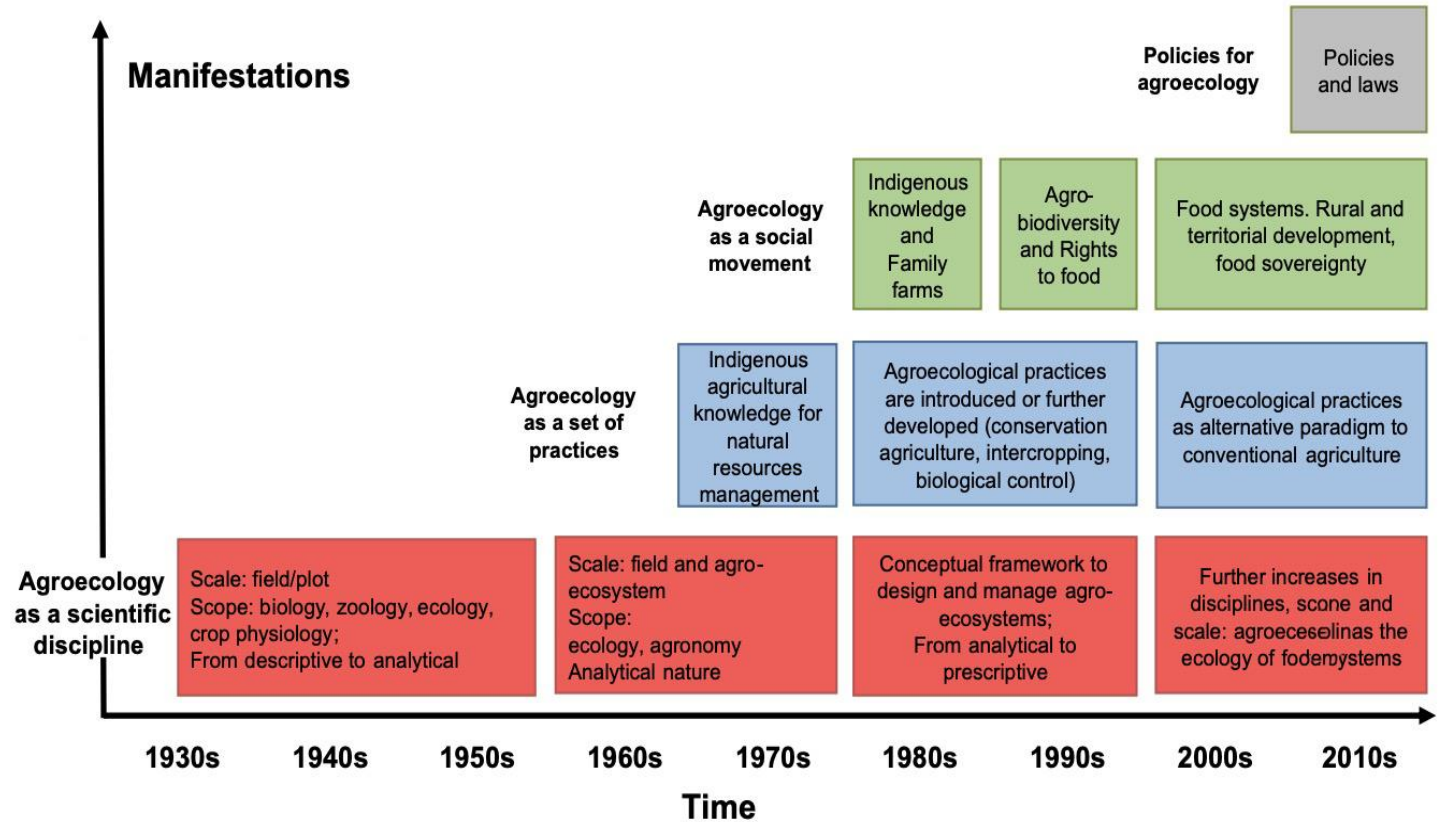 Manifestations
Policies for
agroecology
Policies
and laws
Agroecology
as a social
movement
Indigenous
knowledge
and
Family
farms
Agro-
biodiversity
and Rights
to food
Food systems. Rural and
territorial development,
food sovereignty
Agroecology
as a set of
practices
Indigenous
agricultural
knowledge for
natural
resources
management
Agroecological practices
are introduced or further
developed (conservation
agriculture, intercropping,
biological control)
Agroecological practices
as alternative paradigm to
conventional agriculture
Agroecology
as a scientific
discipline
Scale: field/plot
Scope: biology, zoology, ecology,
crop physiology;
From descriptive to analytical
Scale: field and agro-
ecosystem
Scope:
ecology, agronomy
Analytical nature
Conceptual framework to
design and manage agro-
ecosystems;
From analytical to
prescriptive
Further increases in
disciplines, scone and
scale: the
ecology of
1930s 1940s 1950s 1960s 1970s 1980s 1990s 2000s 2010s
Time